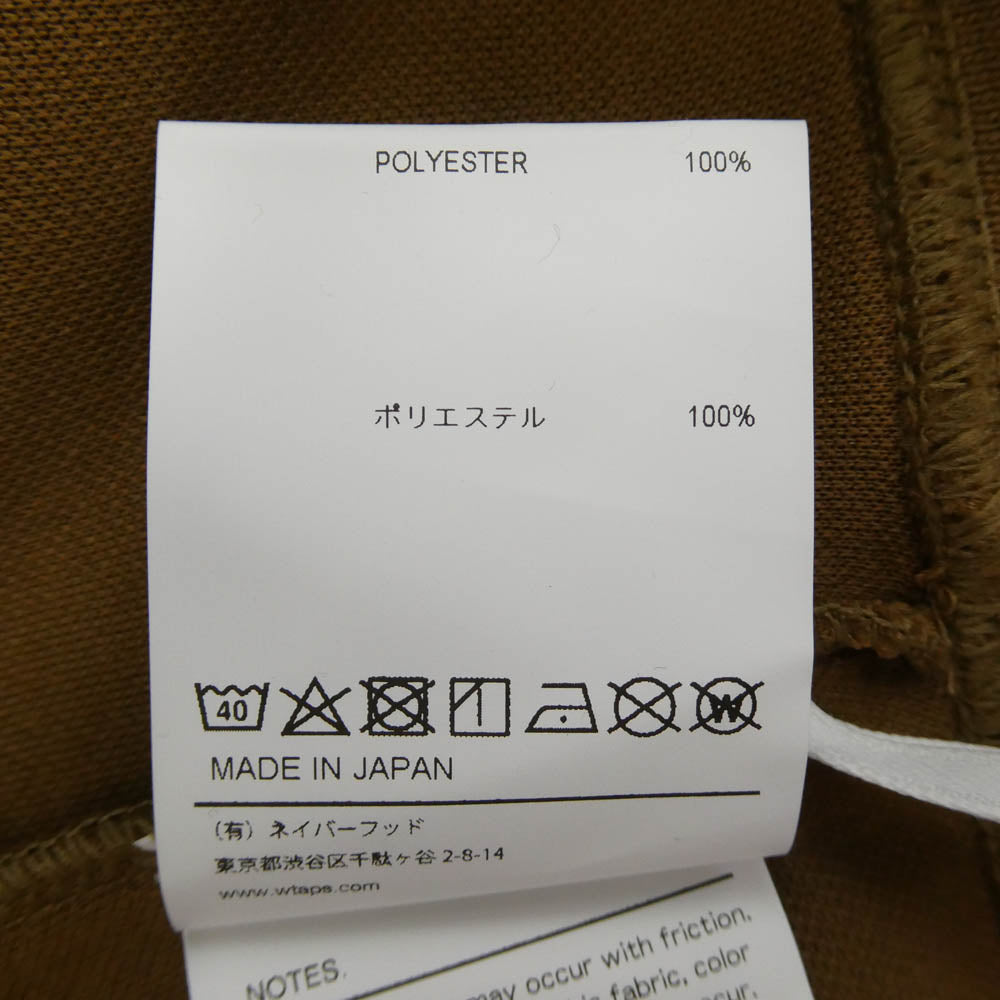 POLYESTER 100%
ポリエステル 100%
40 W
MADE IN JAPAN
(有) ネイバーフッド
東京都渋谷区千駄ヶ谷 2-8-14
www.wtaps.com
NOTES.
may occur with friction,
fabric, color
occur.